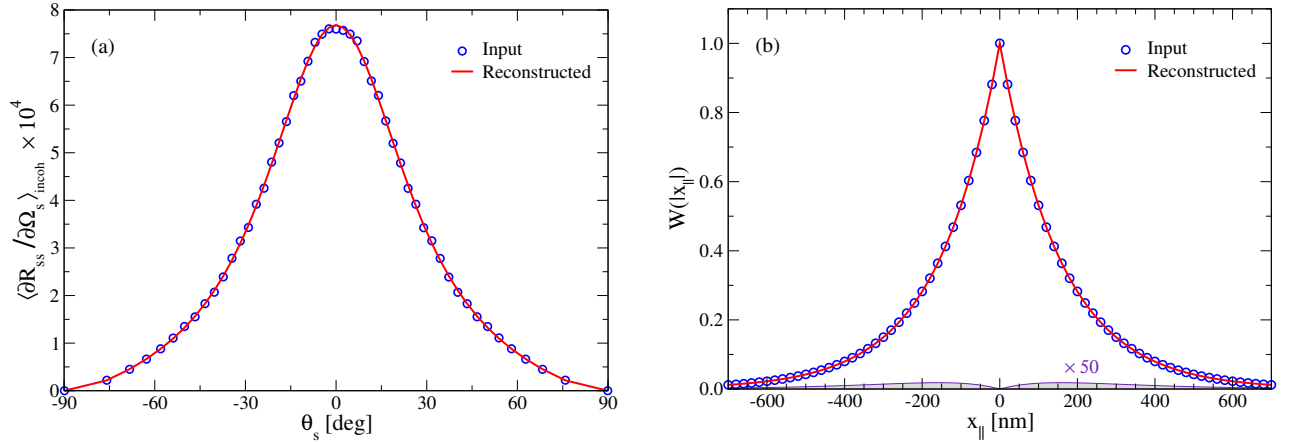 (a)
Input
Reconstructed
⟨∂R_ss /∂Ω_s⟩_incoh × 10^4
8
7
6
5
4
3
2
1
0
-90 -60 -30 0 30 60 90
θ_s [deg]
(b)
Input
Reconstructed
W(|x_∥|)
1.0
0.8
0.6
0.4
0.2
0.0
× 50
-600 -400 -200 0 200 400 600
x_∥ [nm]